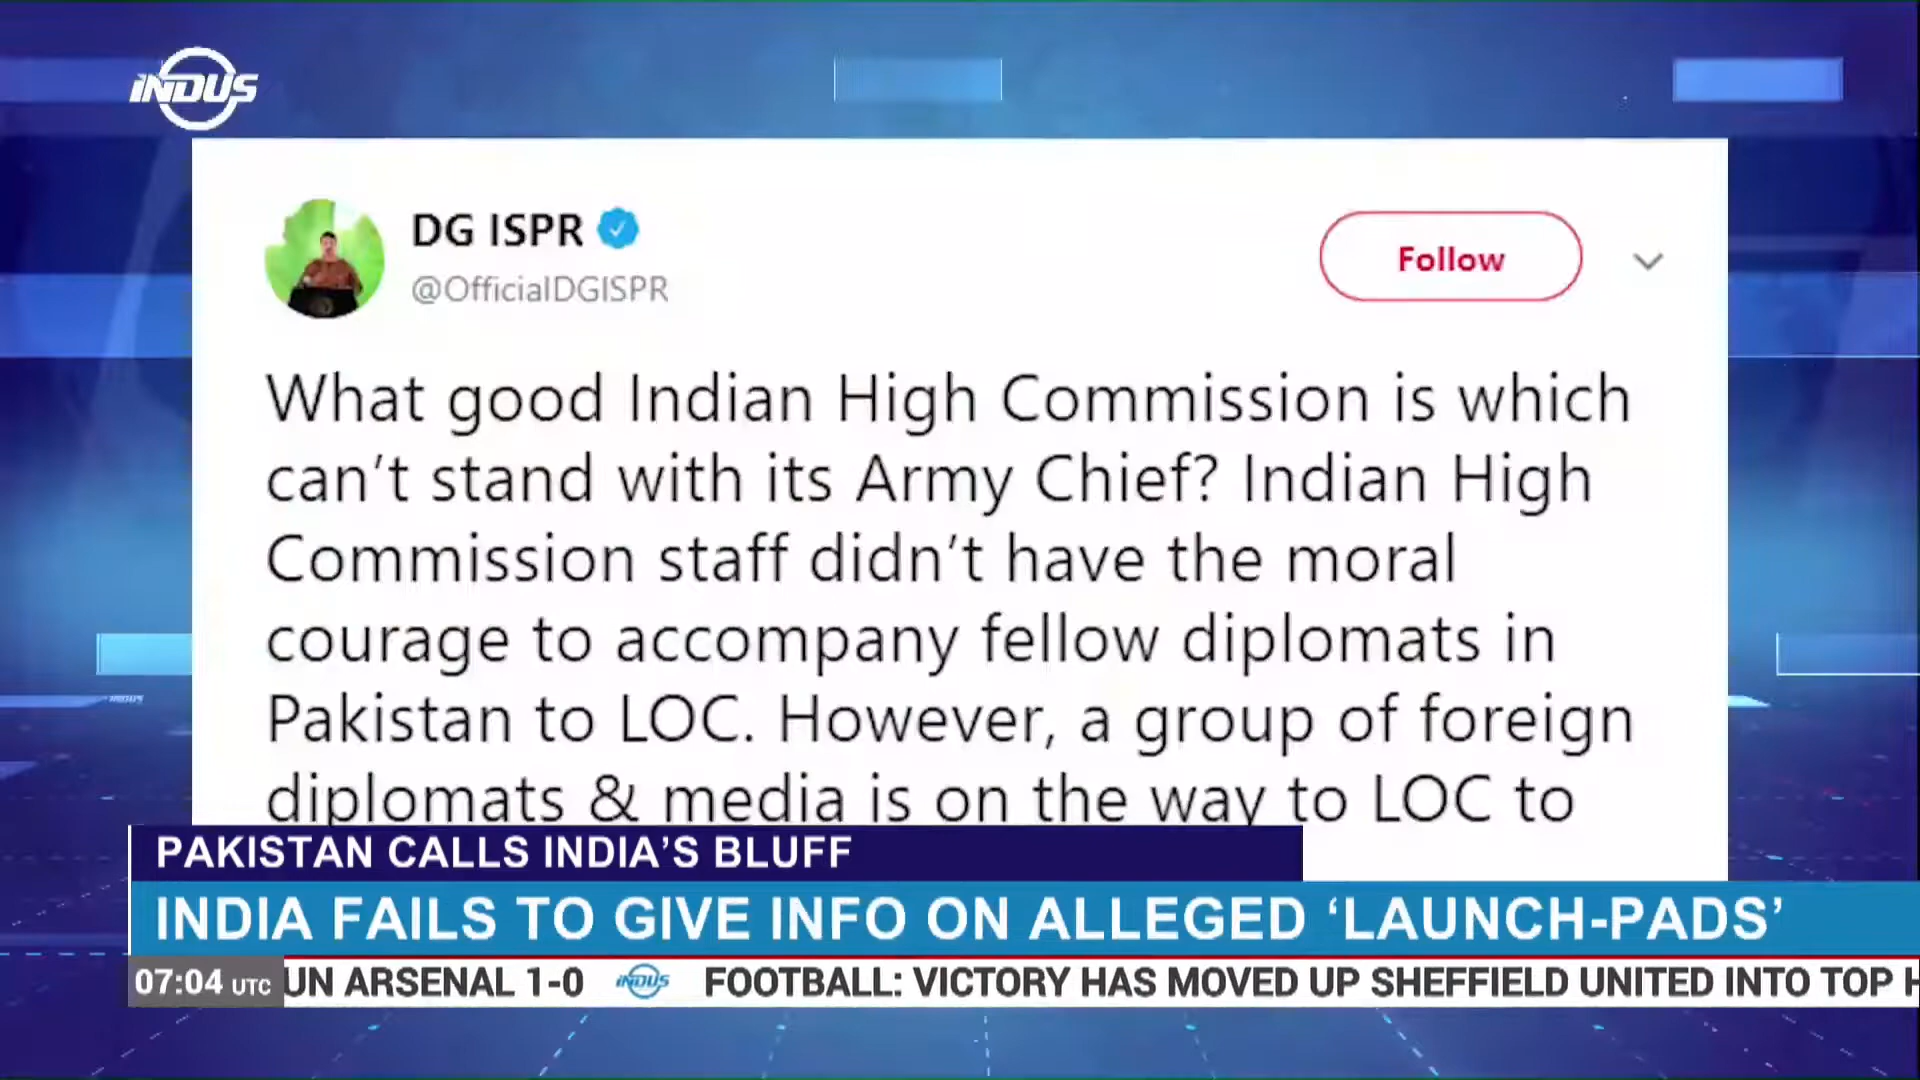 INDUS
DG ISPR
@OfficialDGISPR
Follow
What good Indian High Commission is which
can't stand with its Army Chief? Indian High
Commission staff didn't have the moral
courage to accompany fellow diplomats in
Pakistan to LOC. However, a group of foreign
diplomats & media is on the way to LOC to
INDUS
PAKISTAN CALLS INDIA'S BLUFF
INDIA FAILS TO GIVE INFO ON ALLEGED 'LAUNCH-PADS'
07:04 UTC UN ARSENAL 1-0 INDUS FOOTBALL: VICTORY HAS MOVED UP SHEFFIELD UNITED INTO TOP H